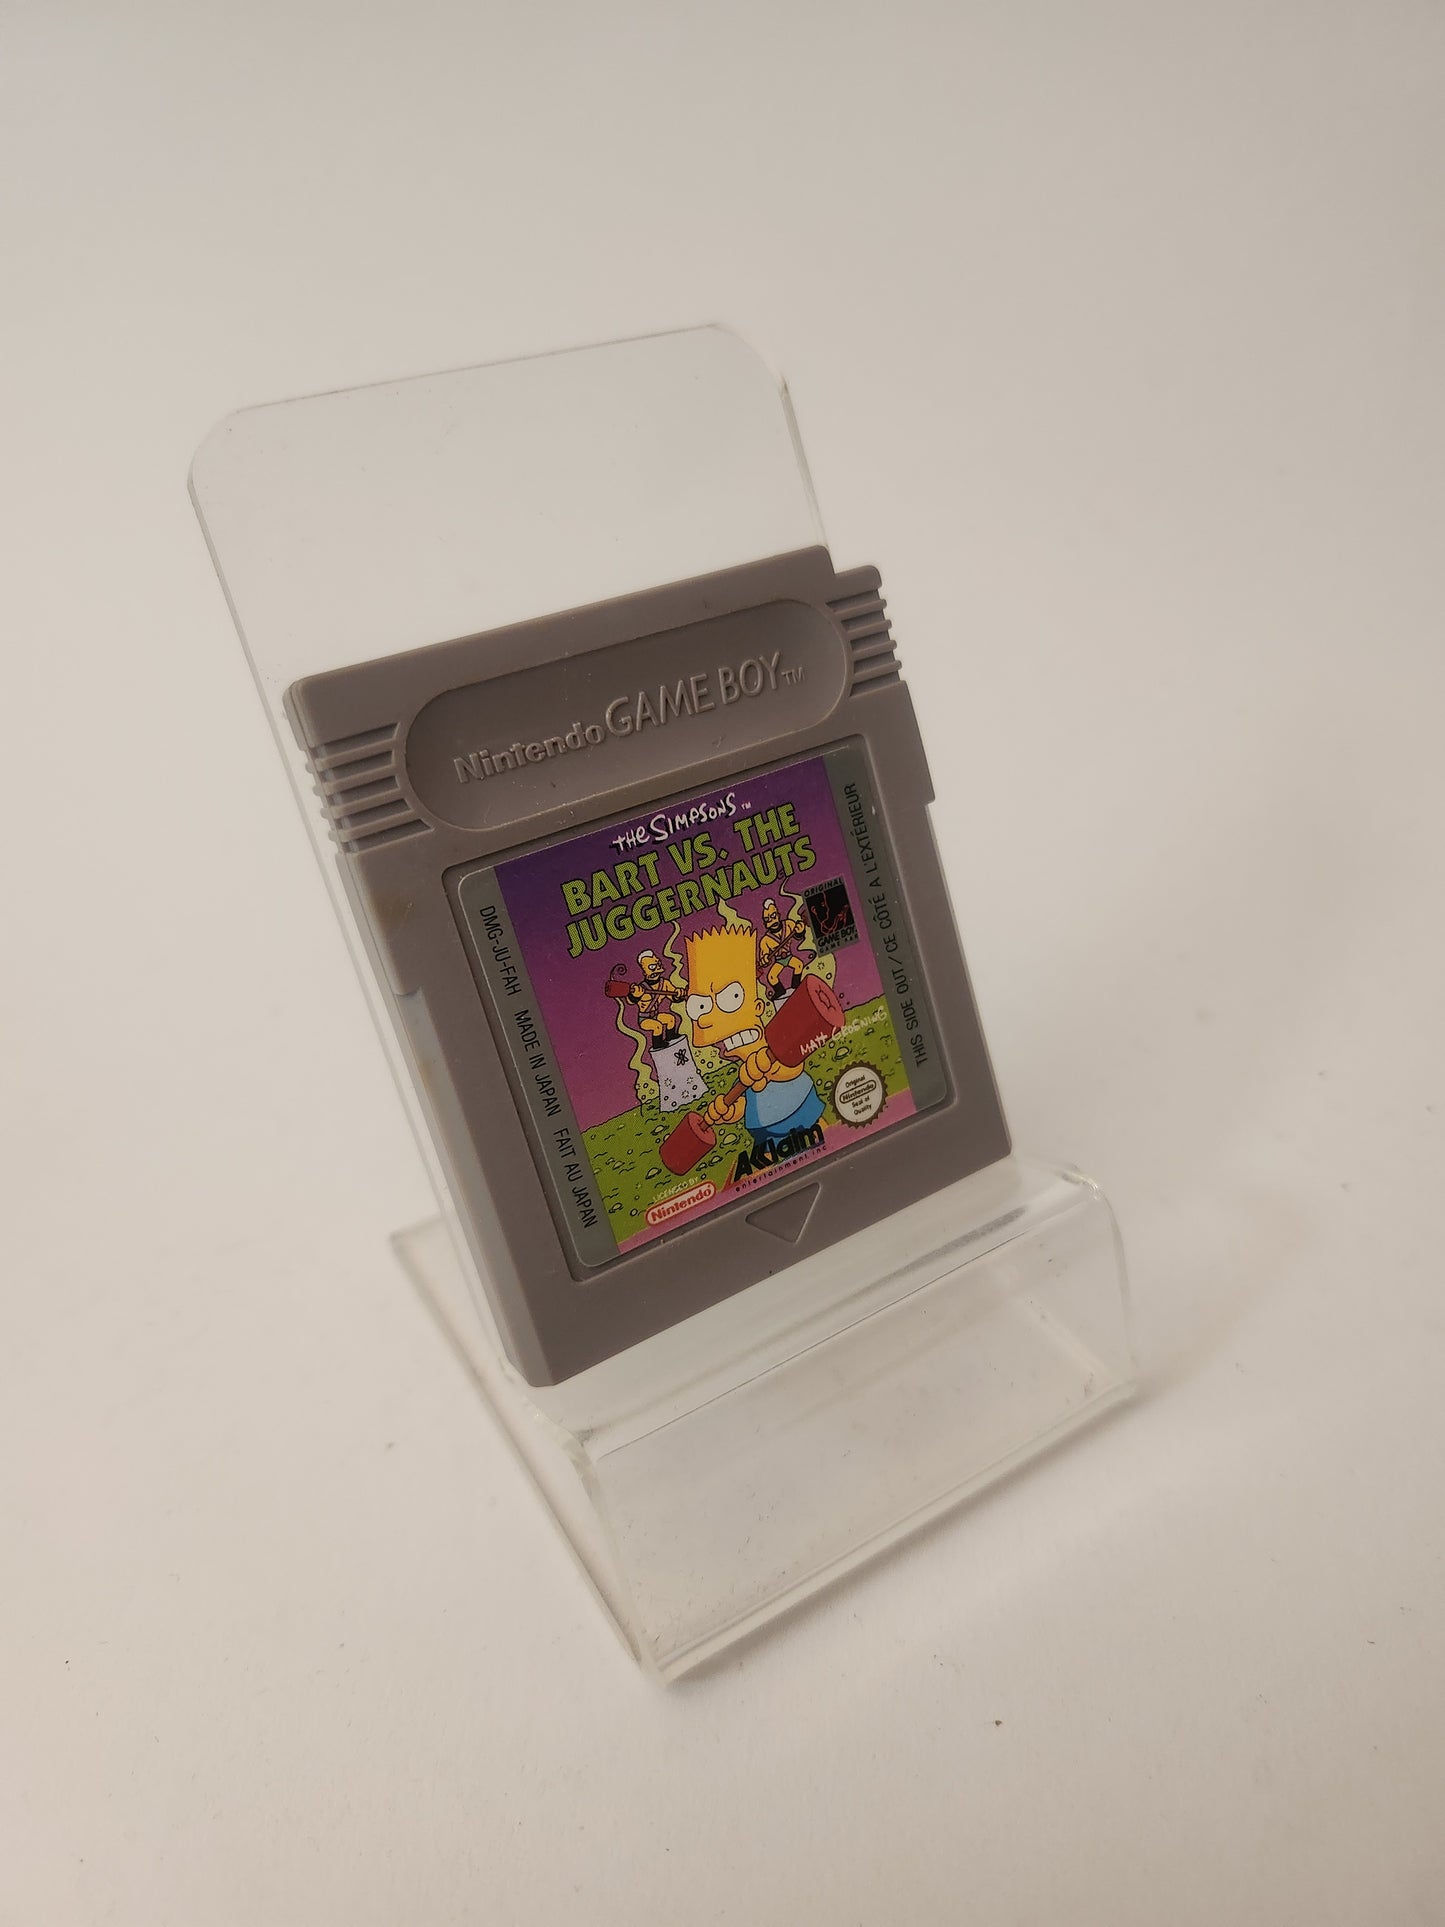 Nintendo GAME BOY™
THE SIMPSONS™
BART VS. THE
JUGGERNAUTS
ORIGINAL
GAME BOY
DMG-JU-FAH MADE IN JAPAN FAIT AU JAPAN
THIS SIDE OUT/CE CÔTÉ A L'EXTÉRIEUR
MATT GROENING
Original
Nintendo
Seal of
Quality
AKKlaim
entertainment, inc.
LICENSED BY
Nintendo